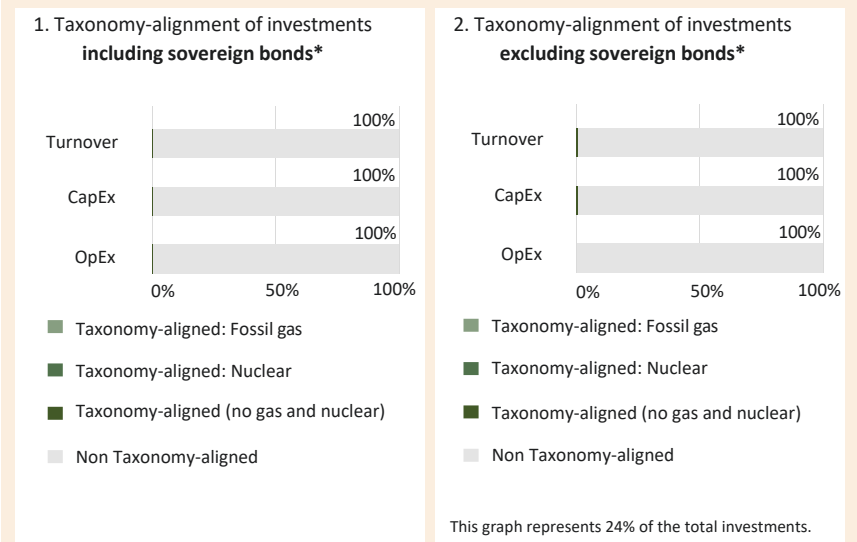 1. Taxonomy-alignment of investments
including sovereign bonds*
100%
Turnover
100%
CapEx
100%
OpEx
0% 50% 100%
Taxonomy-aligned: Fossil gas
Taxonomy-aligned: Nuclear
Taxonomy-aligned (no gas and nuclear)
Non Taxonomy-aligned
2. Taxonomy-alignment of investments
excluding sovereign bonds*
100%
Turnover
100%
CapEx
100%
OpEx
0% 50% 100%
Taxonomy-aligned: Fossil gas
Taxonomy-aligned: Nuclear
Taxonomy-aligned (no gas and nuclear)
Non Taxonomy-aligned
This graph represents 24% of the total investments.